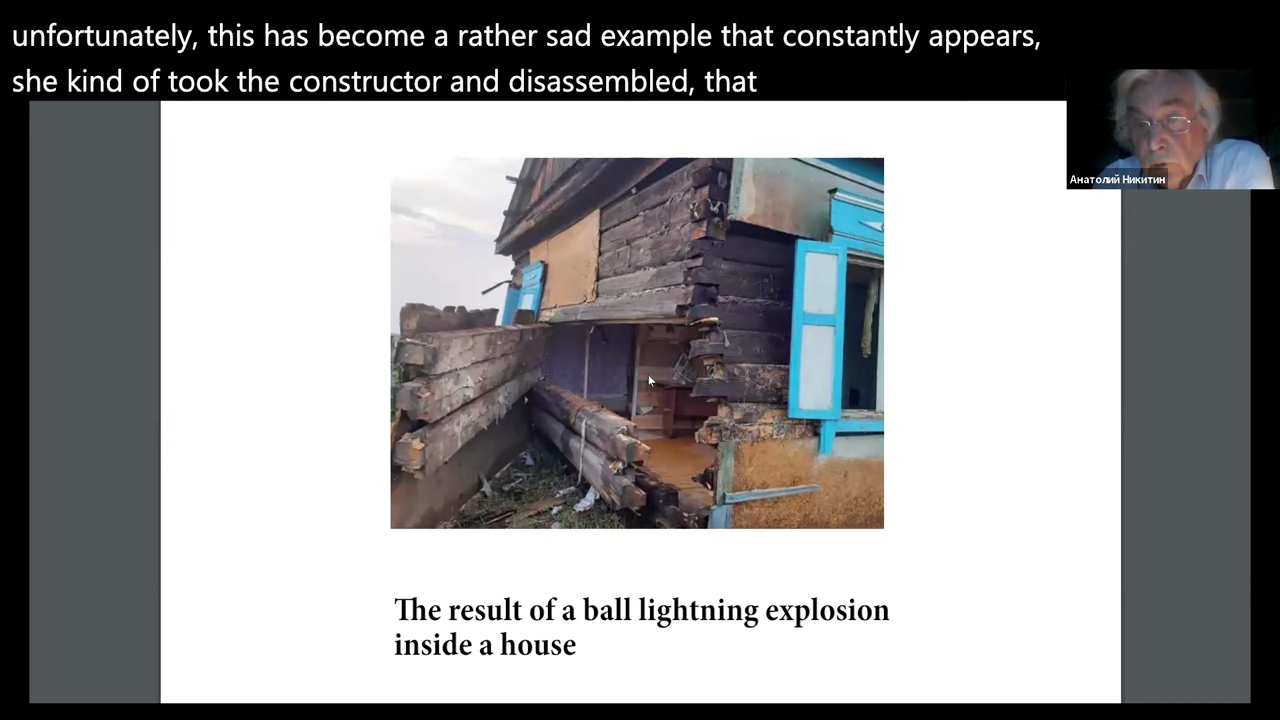 unfortunately, this has become a rather sad example that constantly appears,
she kind of took the constructor and disassembled, that
Анатолий Никитин
The result of a ball lightning explosion
inside a house